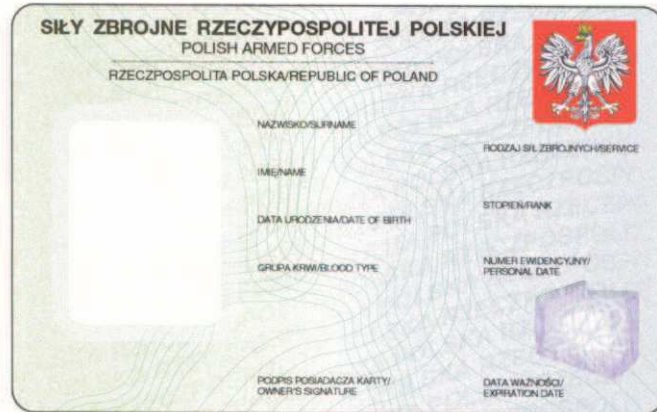 SIŁY ZBROJNE RZECZYPOSPOLITEJ POLSKIEJ
POLISH ARMED FORCES
RZECZPOSPOLITA POLSKA/REPUBLIC OF POLAND
NAZWISKO/SURNAME
RODZAJ SIŁ ZBROJNYCH/SERVICE
IMIĘ/NAME
STOPIEŃ/RANK
DATA URODZENIA/DATE OF BIRTH
GRUPA KRWI/BLOOD TYPE
NUMER EWIDENCYJNY/
PERSONAL DATE
PODPIS POSIADACZA KARTY/
OWNER'S SIGNATURE
DATA WAŻNOŚCI/
EXPIRATION DATE